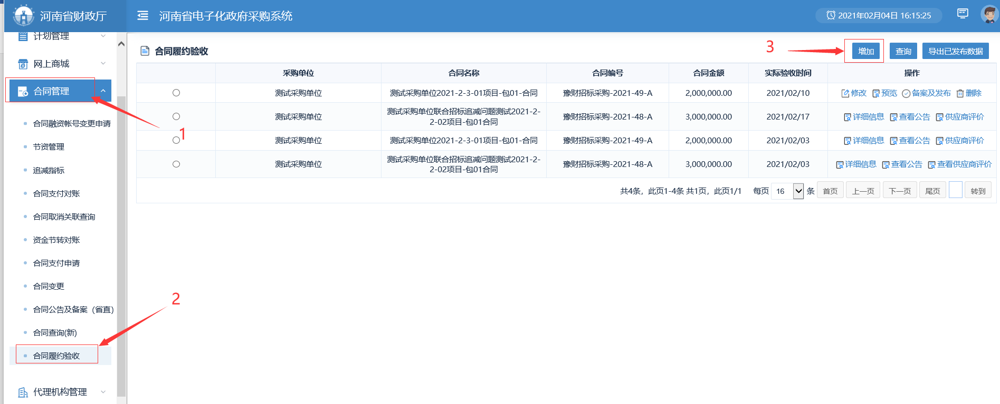 河南省财政厅
河南省电子化政府采购系统
2021年02月04日 16:15:25
计划管理
网上商城
合同管理
合同融资帐号变更申请
节资管理
追减指标
合同支付对账
合同取消关联查询
资金节转对账
合同支付申请
合同变更
合同公告及备案（省直）
合同查询(新)
合同履约验收
代理机构管理
1
2
3
合同履约验收
增加 查询 导出已发布数据
采购单位 合同名称 合同编号 合同金额 实际验收时间 操作
测试采购单位 测试采购单位2021-2-3-01项目-包01-合同 豫财招标采购-2021-49-A 2,000,000.00 2021/02/10 修改 预览 备案及发布 删除
测试采购单位 测试采购单位联合招标追减问题测试2021-2-
2-02项目-包01合同 豫财招标采购-2021-48-A 3,000,000.00 2021/02/17 详细信息 查看公告 供应商评价
测试采购单位 测试采购单位2021-2-3-01项目-包01-合同 豫财招标采购-2021-49-A 2,000,000.00 2021/02/03 详细信息 查看公告 供应商评价
测试采购单位 测试采购单位联合招标追减问题测试2021-2-
2-02项目-包01合同 豫财招标采购-2021-48-A 3,000,000.00 2021/02/03 详细信息 查看公告 查看供应商评价
共4条，此页1-4条 共1页，此页1/1 每页 16 条 首页 上一页 下一页 尾页 转到